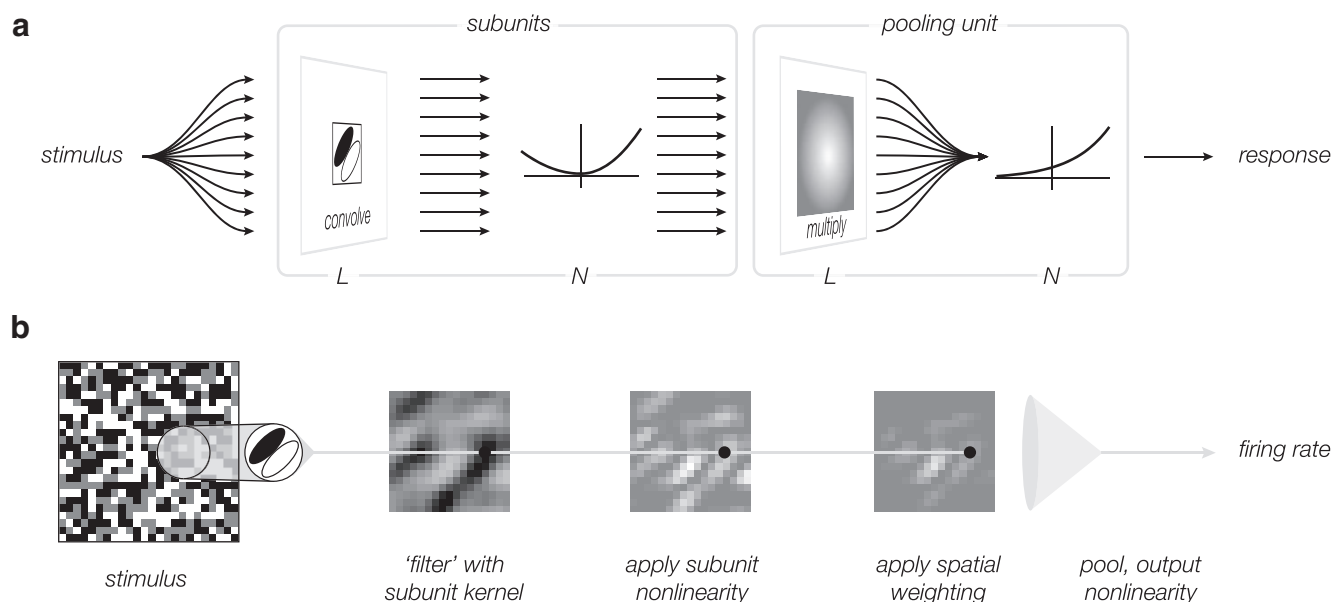 a
subunits
pooling unit
stimulus
convolve
multiply
response
L
N
L
N
b
firing rate
stimulus
‘filter’ with
subunit kernel
apply subunit
nonlinearity
apply spatial
weighting
pool, output
nonlinearity